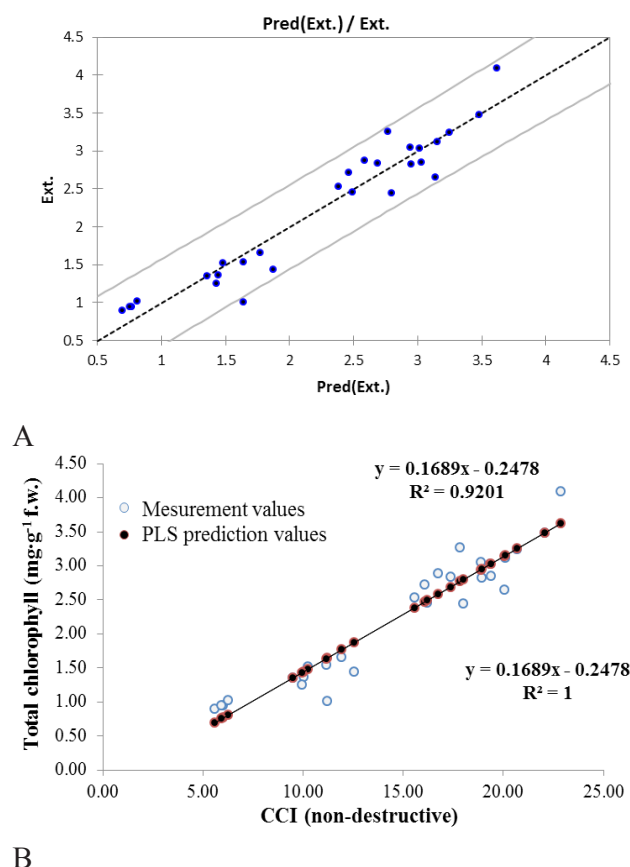 Pred(Ext.) / Ext.
4.5
4
3.5
3
2.5
2
1.5
1
0.5
Ext.
0.5 1 1.5 2 2.5 3 3.5 4 4.5
Pred(Ext.)
A
y = 0.1689x - 0.2478
R² = 0.9201
Mesurement values
PLS prediction values
4.50
4.00
3.50
3.00
2.50
2.00
1.50
1.00
0.50
0.00
Total chlorophyll (mg·g⁻¹ f.w.)
y = 0.1689x - 0.2478
R² = 1
0.00 5.00 10.00 15.00 20.00 25.00
CCI (non-destructive)
B